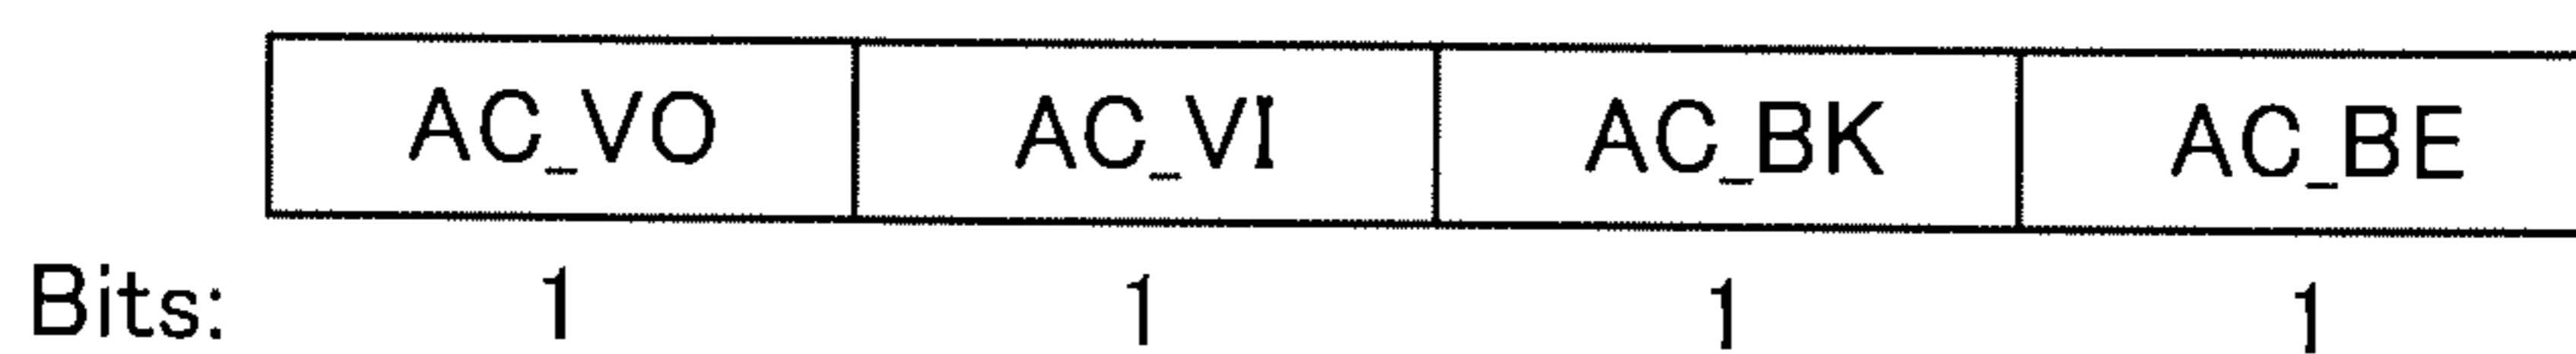 AC_VO AC_VI AC_BK AC_BE
Bits: 1 1 1 1